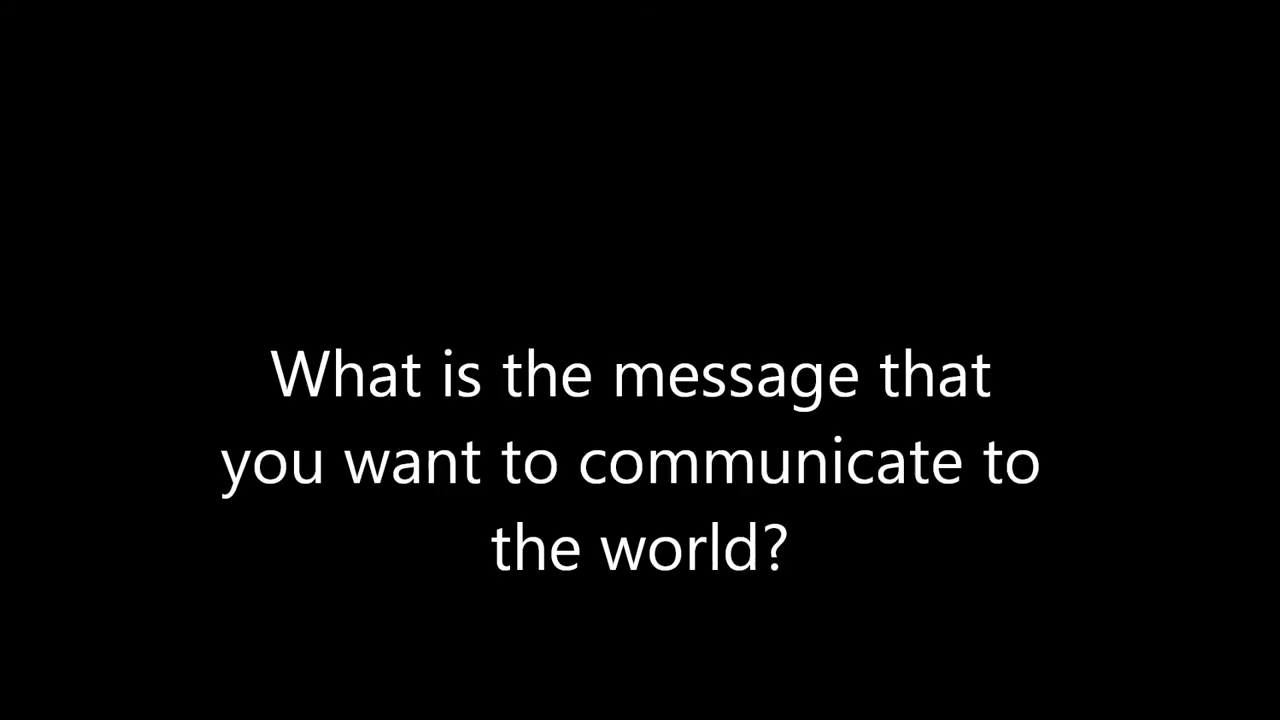 What is the message that
you want to communicate to
the world?